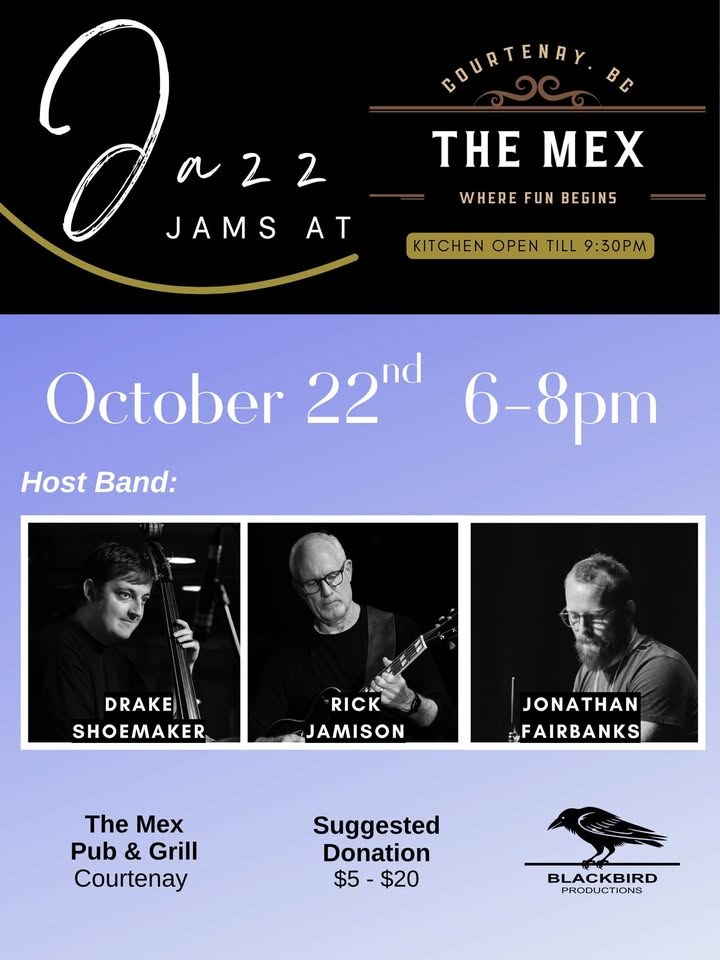 Jazz
JAMS AT
COURTENAY, BC
THE MEX
WHERE FUN BEGINS
KITCHEN OPEN TILL 9:30PM
October 22nd 6-8pm
Host Band:
DRAKE
SHOEMAKER
RICK
JAMISON
JONATHAN
FAIRBANKS
The Mex
Pub & Grill
Courtenay
Suggested
Donation
$5 - $20
BLACKBIRD
PRODUCTIONS